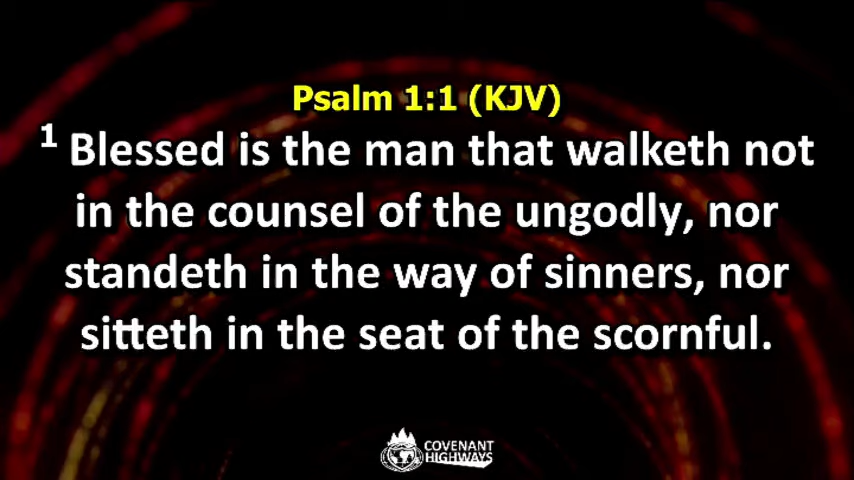 Psalm 1:1 (KJV)
1 Blessed is the man that walketh not
in the counsel of the ungodly, nor
standeth in the way of sinners, nor
sitteth in the seat of the scornful.
COVENANT
HIGHWAYS